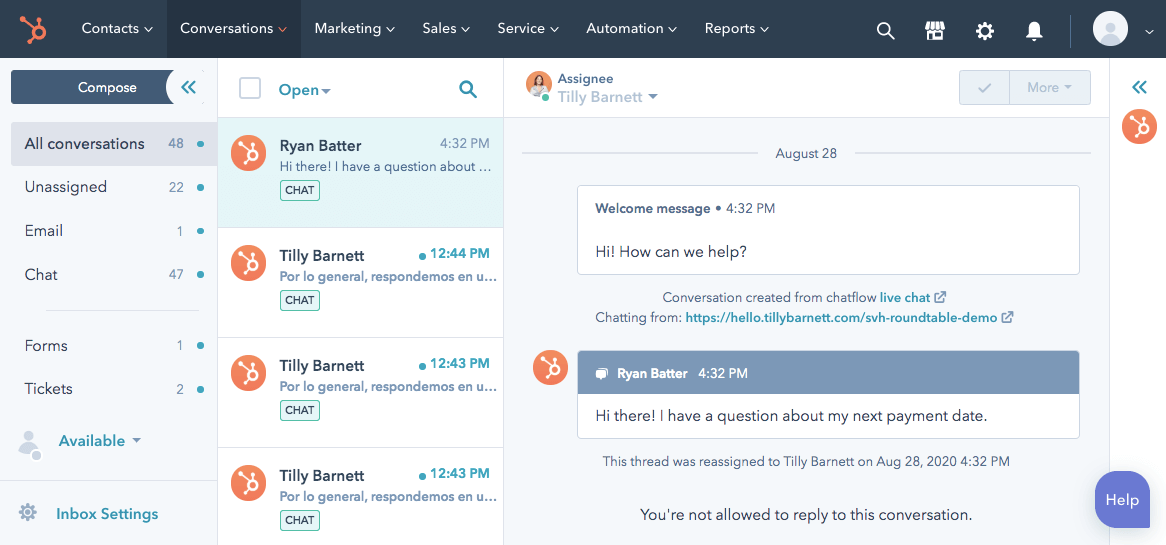 Contacts Conversations Marketing Sales Service Automation Reports
Compose
All conversations 48
Unassigned 22
Email 1
Chat 47
Forms 1
Tickets 2
Available
Inbox Settings
Open
Ryan Batter 4:32 PM
Hi there! I have a question about ...
CHAT
Tilly Barnett 12:44 PM
Por lo general, respondemos en u...
CHAT
Tilly Barnett 12:43 PM
Por lo general, respondemos en u...
CHAT
Tilly Barnett 12:43 PM
Por lo general, respondemos en u...
CHAT
Assignee
Tilly Barnett
More
August 28
Welcome message • 4:32 PM
Hi! How can we help?
Conversation created from chatflow live chat
Chatting from: https://hello.tillybarnett.com/svh-roundtable-demo
Ryan Batter 4:32 PM
Hi there! I have a question about my next payment date.
This thread was reassigned to Tilly Barnett on Aug 28, 2020 4:32 PM
You're not allowed to reply to this conversation.
Help